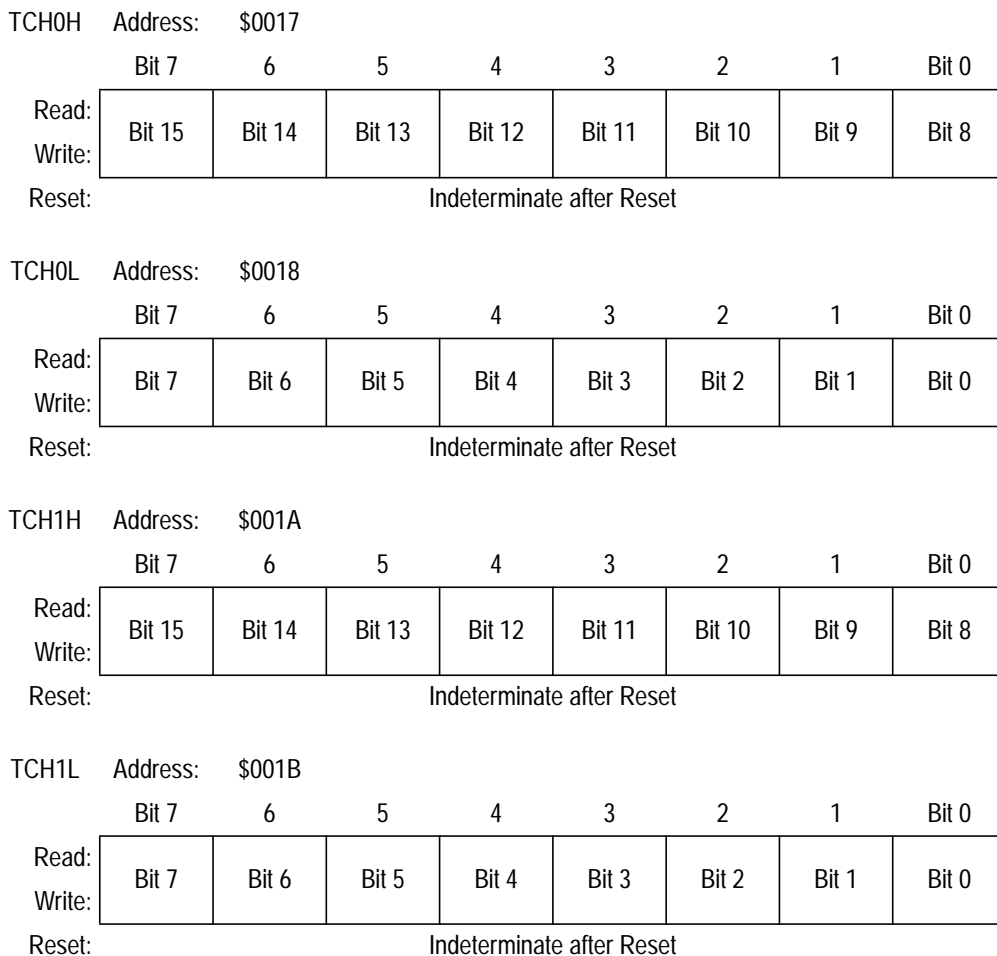 TCH0H Address: $0017
Bit 7 6 5 4 3 2 1 Bit 0
Read:
Bit 15 Bit 14 Bit 13 Bit 12 Bit 11 Bit 10 Bit 9 Bit 8
Write:
Reset: Indeterminate after Reset
TCH0L Address: $0018
Bit 7 6 5 4 3 2 1 Bit 0
Read:
Bit 7 Bit 6 Bit 5 Bit 4 Bit 3 Bit 2 Bit 1 Bit 0
Write:
Reset: Indeterminate after Reset
TCH1H Address: $001A
Bit 7 6 5 4 3 2 1 Bit 0
Read:
Bit 15 Bit 14 Bit 13 Bit 12 Bit 11 Bit 10 Bit 9 Bit 8
Write:
Reset: Indeterminate after Reset
TCH1L Address: $001B
Bit 7 6 5 4 3 2 1 Bit 0
Read:
Bit 7 Bit 6 Bit 5 Bit 4 Bit 3 Bit 2 Bit 1 Bit 0
Write:
Reset: Indeterminate after Reset